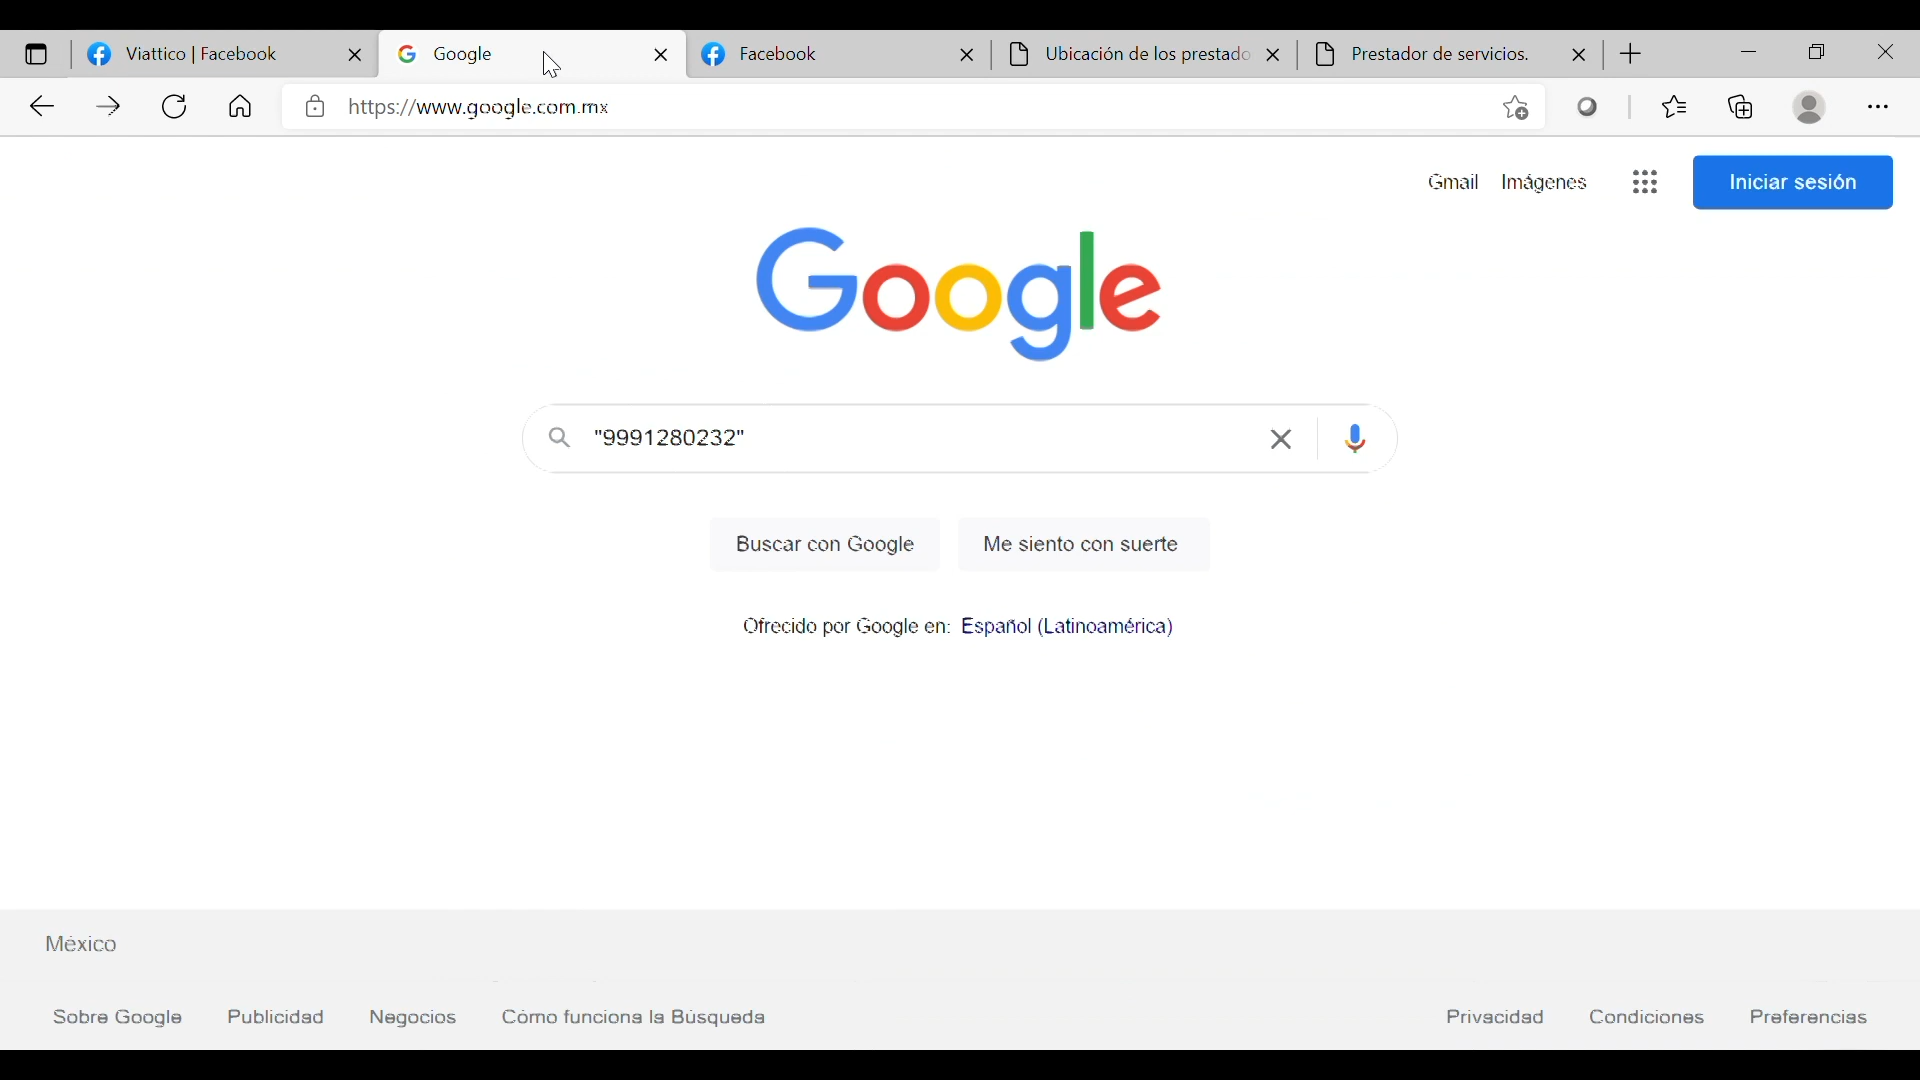 Viattico | Facebook
Google
Facebook
Ubicación de los prestado
Prestador de servicios.
https://www.google.com.mx
Gmail
Imágenes
Iniciar sesión
Google
"9991280232"
Buscar con Google
Me siento con suerte
Ofrecido por Google en: Español (Latinoamérica)
México
Sobre Google
Publicidad
Negocios
Cómo funciona la Búsqueda
Privacidad
Condiciones
Preferencias